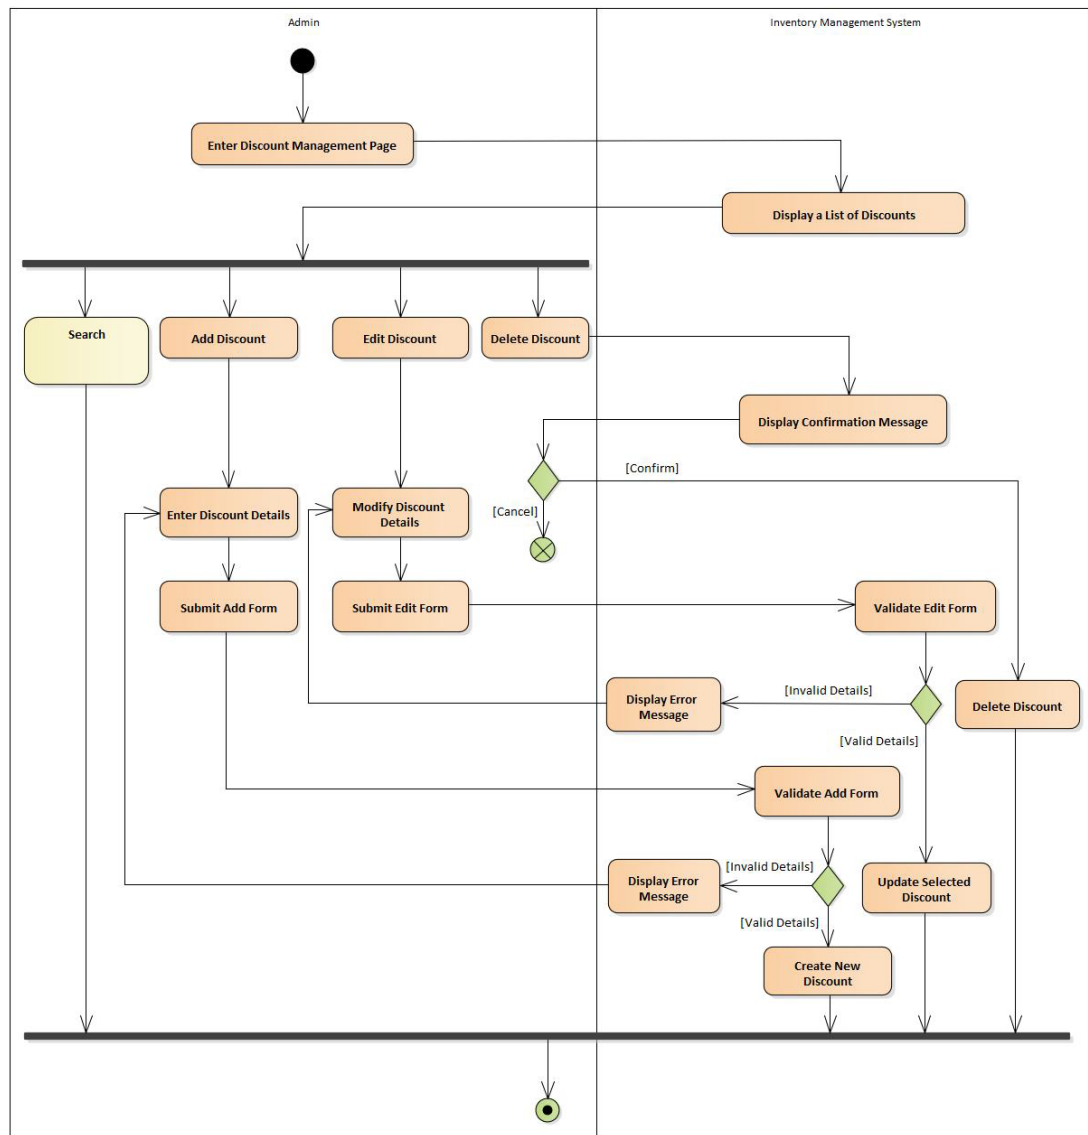 Admin
Inventory Management System
Enter Discount Management Page
Display a List of Discounts
Search
Add Discount
Edit Discount
Delete Discount
Display Confirmation Message
[Confirm]
[Cancel]
Enter Discount Details
Modify Discount
Details
Submit Add Form
Submit Edit Form
Validate Edit Form
Display Error
Message
[Invalid Details]
Delete Discount
[Valid Details]
Validate Add Form
Display Error
Message
[Invalid Details]
Update Selected
Discount
[Valid Details]
Create New
Discount